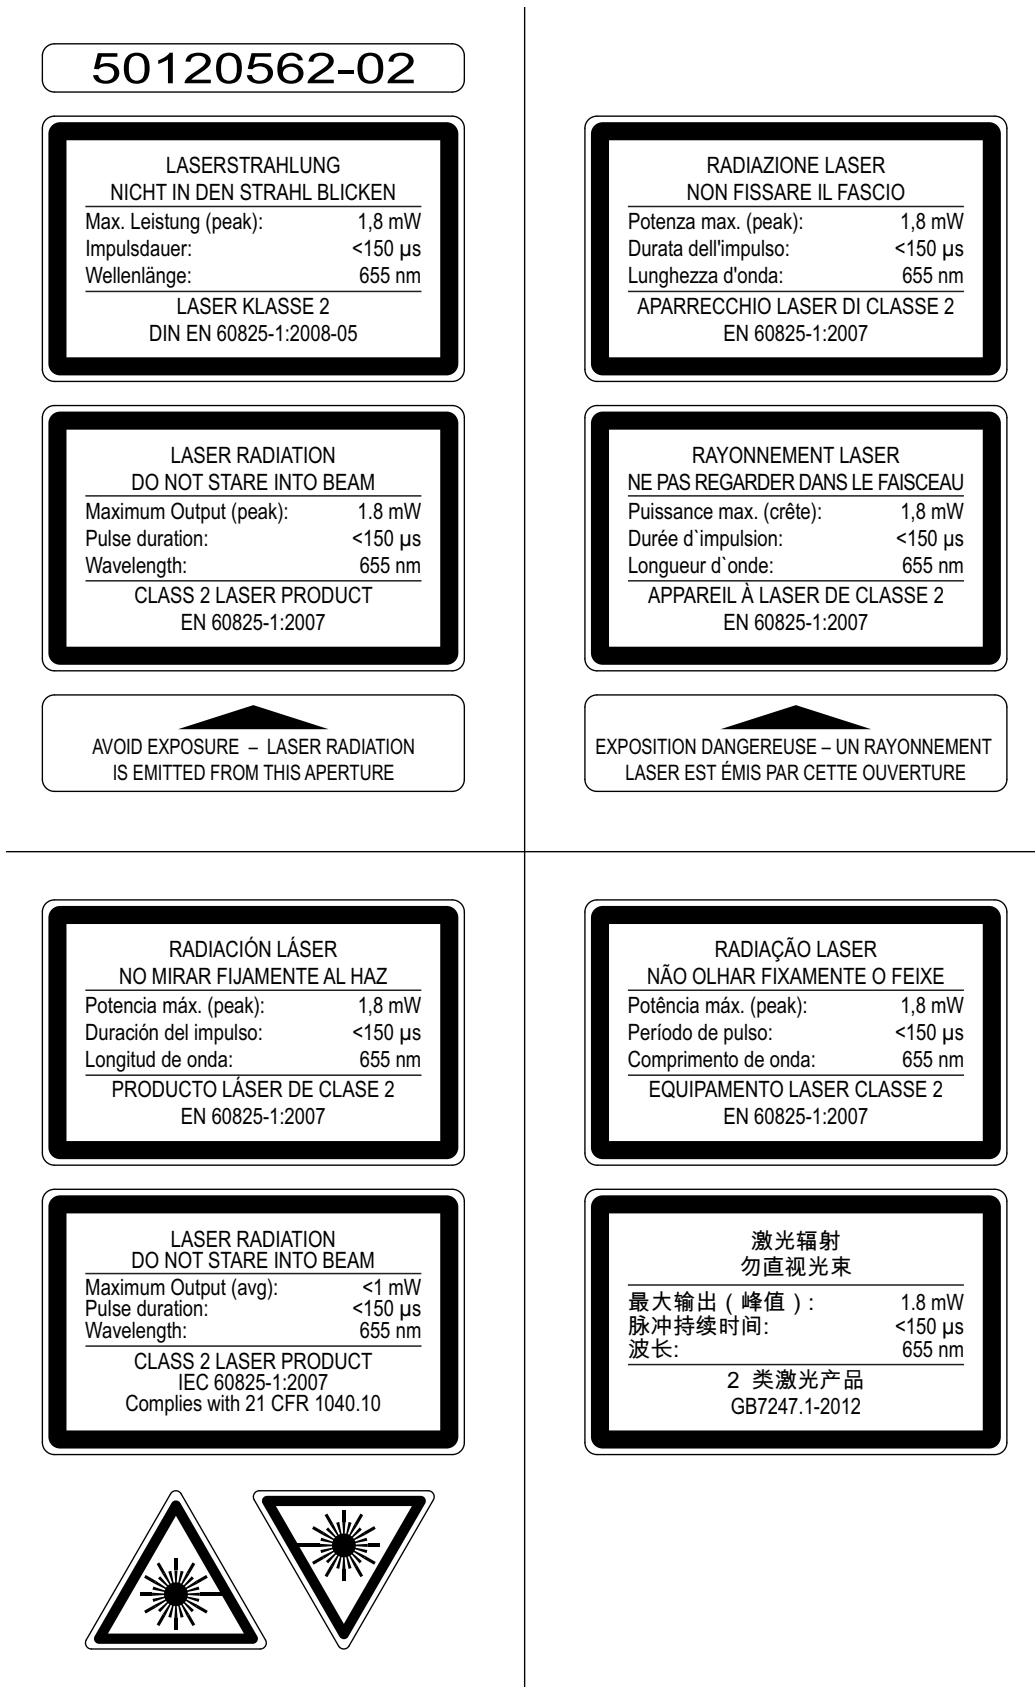 50120562-02
LASERSTRAHLUNG
NICHT IN DEN STRAHL BLICKEN
Max. Leistung (peak): 1,8 mW
Impulsdauer: <150 µs
Wellenlänge: 655 nm
LASER KLASSE 2
DIN EN 60825-1:2008-05
LASER RADIATION
DO NOT STARE INTO BEAM
Maximum Output (peak): 1.8 mW
Pulse duration: <150 µs
Wavelength: 655 nm
CLASS 2 LASER PRODUCT
EN 60825-1:2007
AVOID EXPOSURE – LASER RADIATION
IS EMITTED FROM THIS APERTURE
RADIAZIONE LASER
NON FISSARE IL FASCIO
Potenza max. (peak): 1,8 mW
Durata dell'impulso: <150 µs
Lunghezza d'onda: 655 nm
APARRECCHIO LASER DI CLASSE 2
EN 60825-1:2007
RAYONNEMENT LASER
NE PAS REGARDER DANS LE FAISCEAU
Puissance max. (crête): 1,8 mW
Durée d`impulsion: <150 µs
Longueur d`onde: 655 nm
APPAREIL À LASER DE CLASSE 2
EN 60825-1:2007
EXPOSITION DANGEREUSE – UN RAYONNEMENT
LASER EST ÉMIS PAR CETTE OUVERTURE
RADIACIÓN LÁSER
NO MIRAR FIJAMENTE AL HAZ
Potencia máx. (peak): 1,8 mW
Duración del impulso: <150 µs
Longitud de onda: 655 nm
PRODUCTO LÁSER DE CLASE 2
EN 60825-1:2007
LASER RADIATION
DO NOT STARE INTO BEAM
Maximum Output (avg): <1 mW
Pulse duration: <150 µs
Wavelength: 655 nm
CLASS 2 LASER PRODUCT
IEC 60825-1:2007
Complies with 21 CFR 1040.10
RADIAÇÃO LASER
NÃO OLHAR FIXAMENTE O FEIXE
Potência máx. (peak): 1,8 mW
Período de pulso: <150 µs
Comprimento de onda: 655 nm
EQUIPAMENTO LASER CLASSE 2
EN 60825-1:2007
激光辐射
勿直视光束
最大输出（峰值）: 1.8 mW
脉冲持续时间: <150 µs
波长: 655 nm
2 类激光产品
GB7247.1-2012